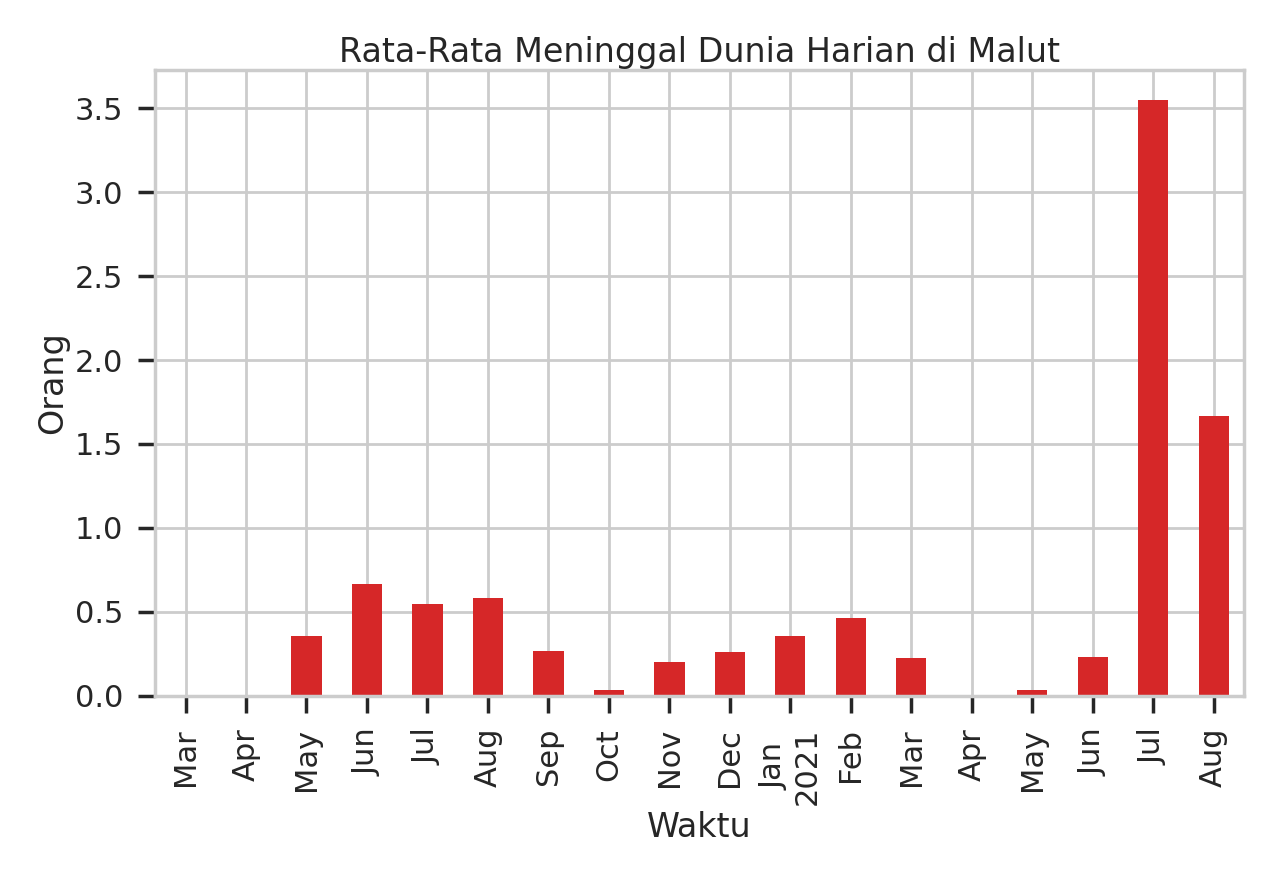 Rata-Rata Meninggal Dunia Harian di Malut
3.5
3.0
2.5
2.0
1.5
1.0
0.5
0.0
Orang
Mar
Apr
May
Jun
Jul
Aug
Sep
Oct
Nov
Dec
Jan
2021
Feb
Mar
Apr
May
Jun
Jul
Aug
Waktu